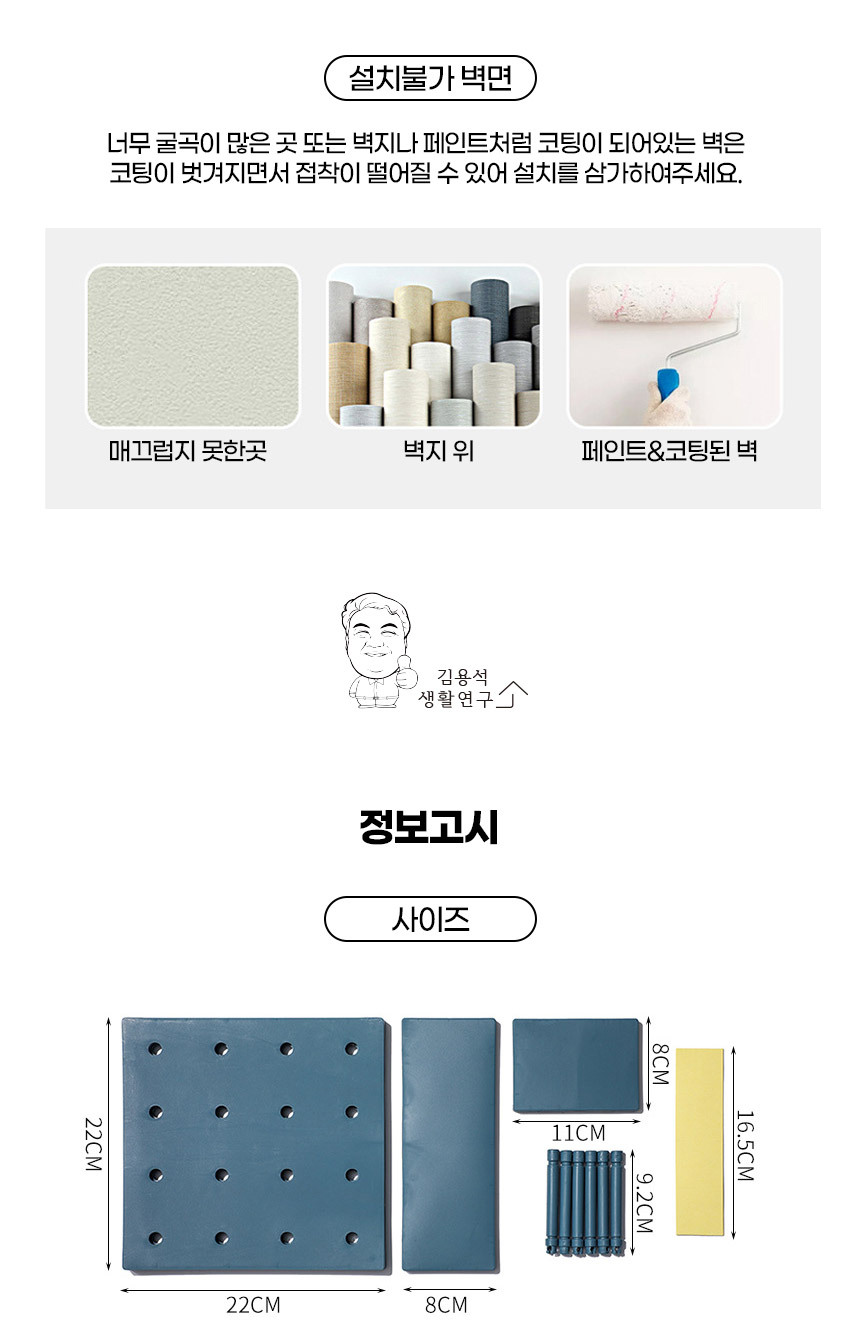 설치불가 벽면
너무 굴곡이 많은 곳 또는 벽지나 페인트처럼 코팅이 되어있는 벽은
코팅이 벗겨지면서 접착이 떨어질 수 있어 설치를 삼가하여주세요.
매끄럽지 못한곳
벽지 위
페인트&코팅된 벽
김용석
생활연구
정보고시
사이즈
22CM
22CM
8CM
8CM
11CM
9.2CM
16.5CM